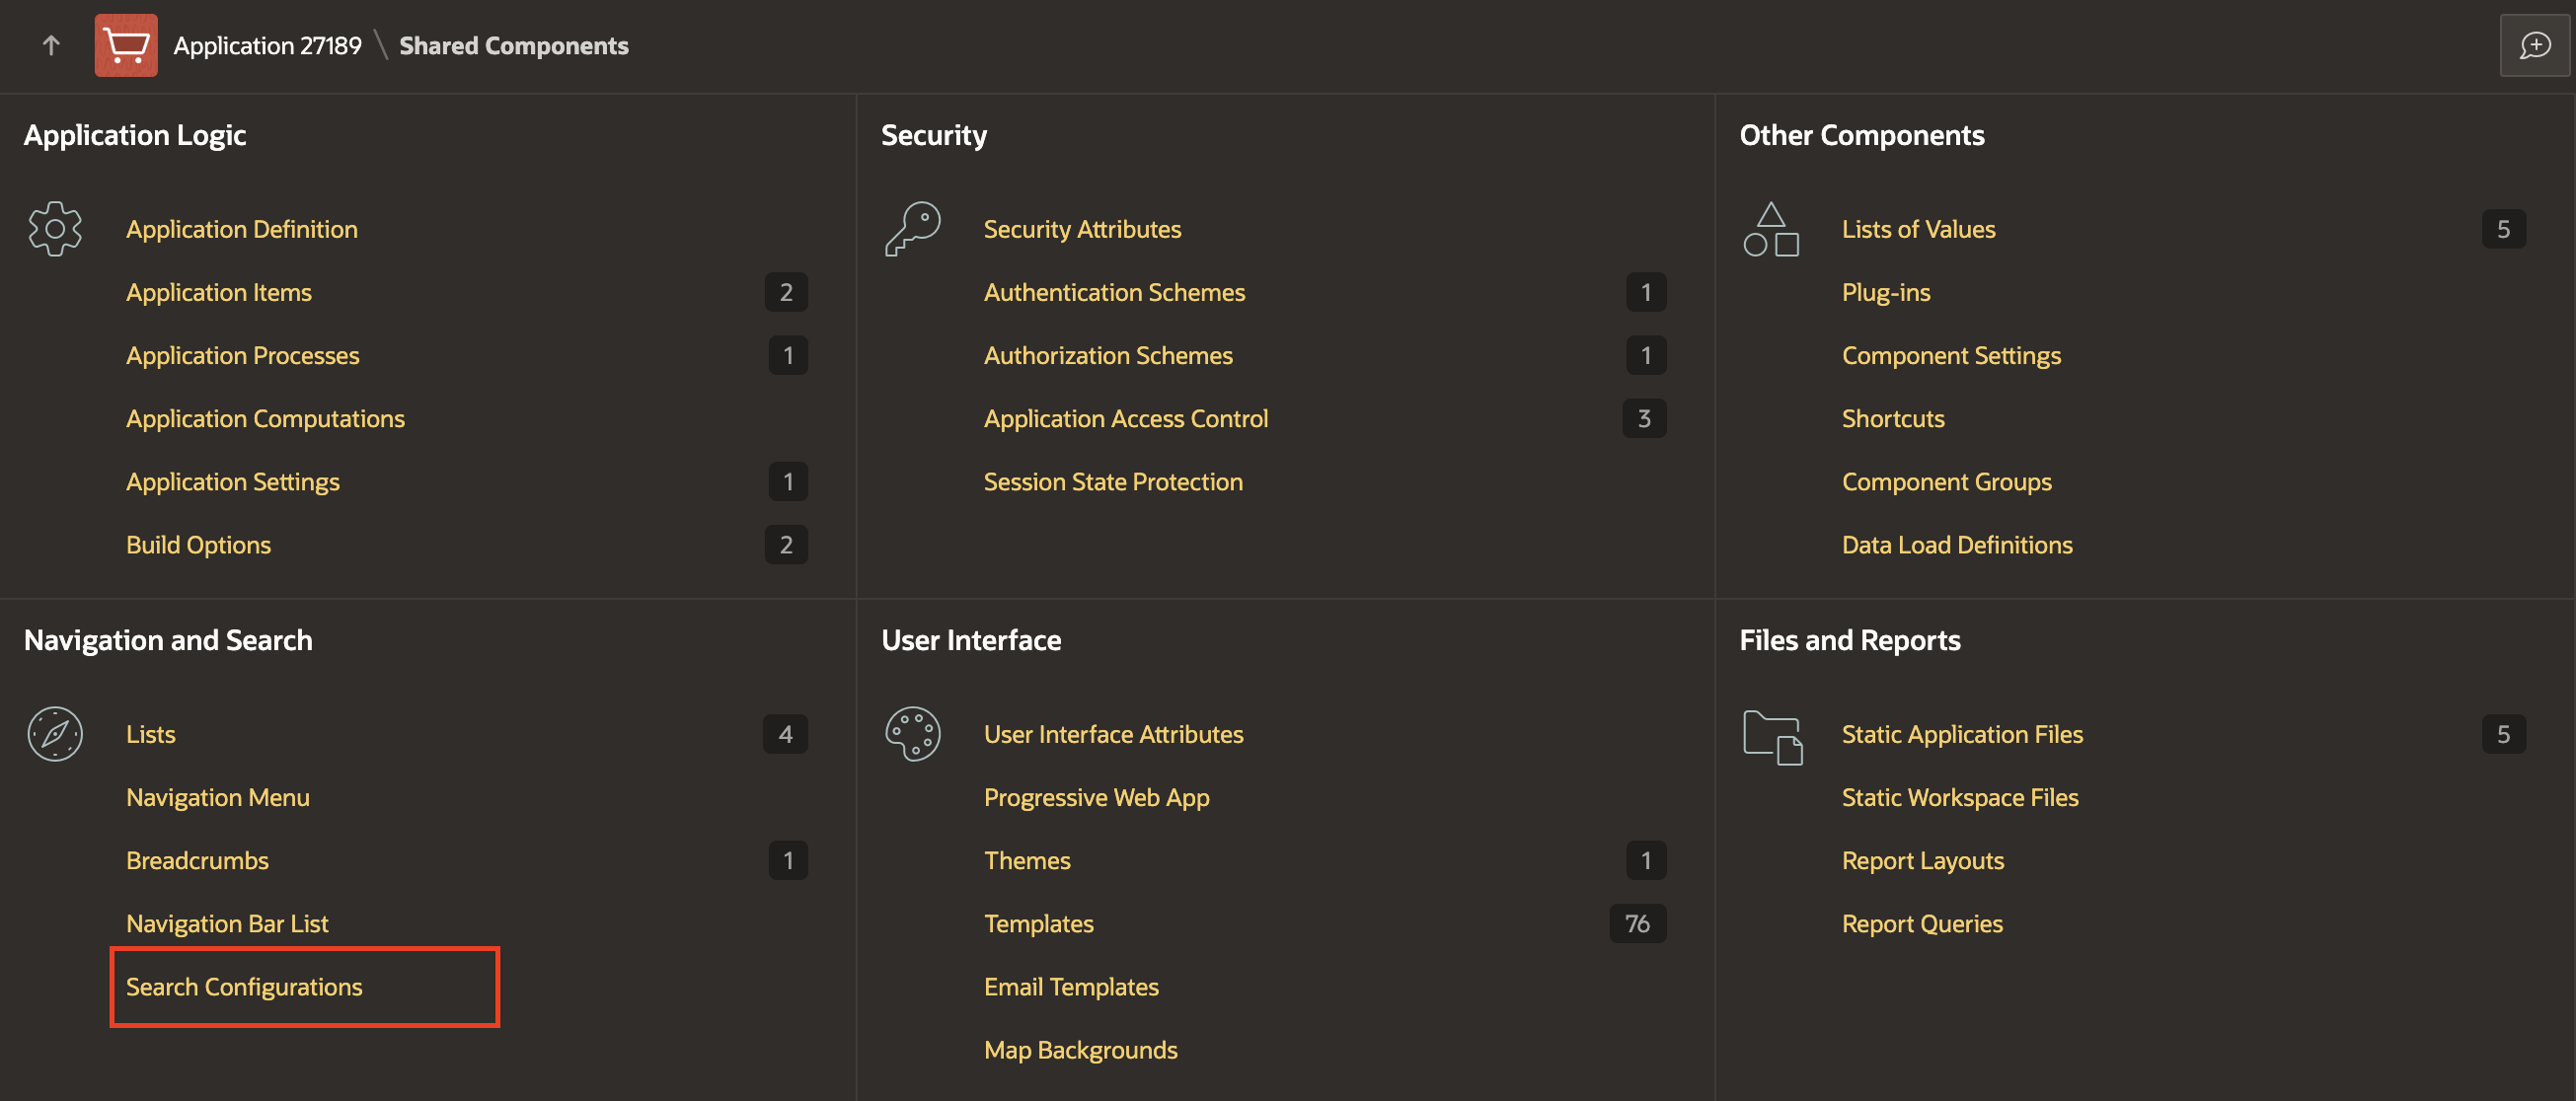 Application 27189 \ Shared Components
Application Logic
Application Definition
Application Items 2
Application Processes 1
Application Computations
Application Settings 1
Build Options 2
Security
Security Attributes
Authentication Schemes 1
Authorization Schemes 1
Application Access Control 3
Session State Protection
Other Components
Lists of Values 5
Plug-ins
Component Settings
Shortcuts
Component Groups
Data Load Definitions
Navigation and Search
Lists 4
Navigation Menu
Breadcrumbs 1
Navigation Bar List
Search Configurations
User Interface
User Interface Attributes
Progressive Web App
Themes 1
Templates 76
Email Templates
Map Backgrounds
Files and Reports
Static Application Files 5
Static Workspace Files
Report Layouts
Report Queries